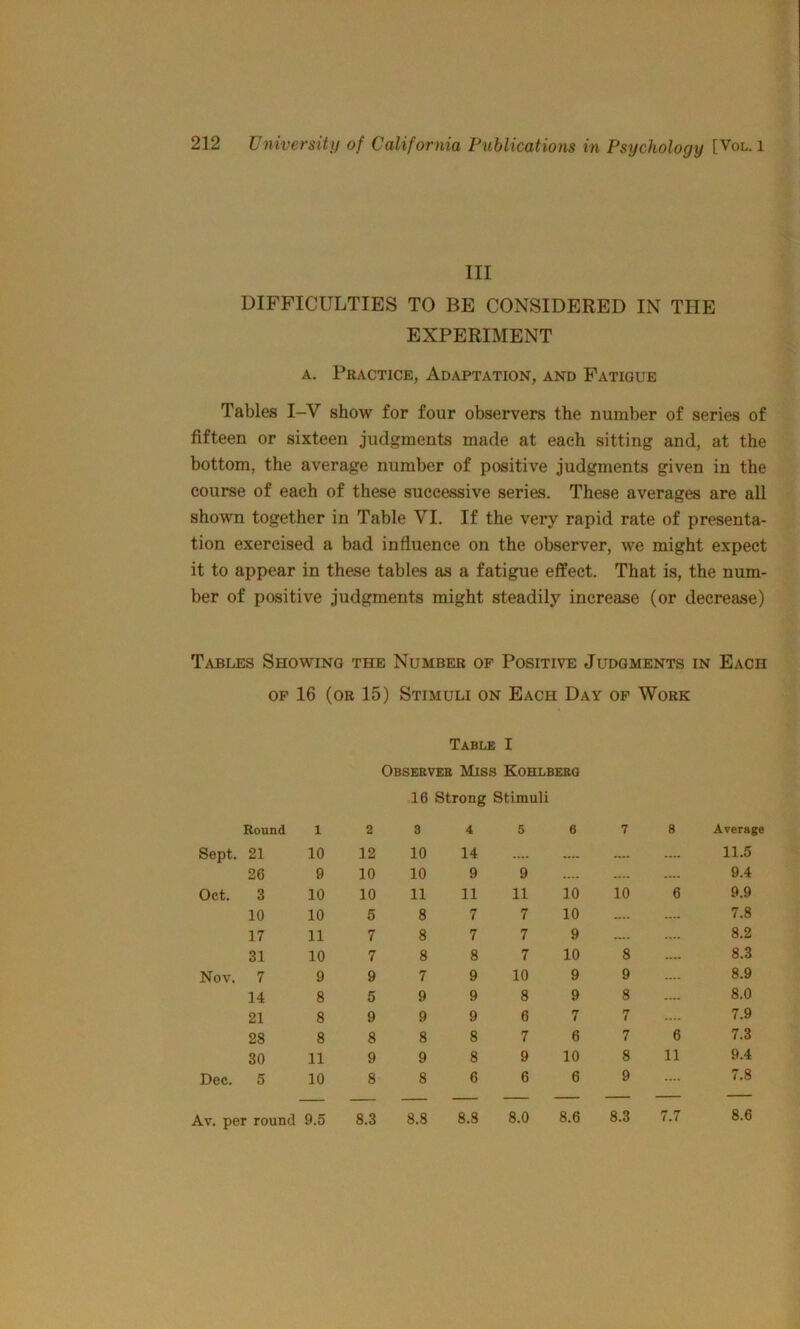 212 University of California Publications in Psychology [Vol. 1
III
DIFFICULTIES TO BE CONSIDERED IN THE
EXPERIMENT
A. Practice, Adaptation, and Fatigue
Tables I–V show for four observers the number of series of
fifteen or sixteen judgments made at each sitting and, at the
bottom, the average number of positive judgments given in the
course of each of these successive series. These averages are all
shown together in Table VI. If the very rapid rate of presenta-
tion exercised a bad influence on the observer, we might expect
it to appear in these tables as a fatigue effect. That is, the num-
ber of positive judgments might steadily increase (or decrease)
Tables Showing the Number of Positive Judgments in Each
of 16 (or 15) Stimuli on Each Day of Work
Table I
Observer Miss Kohlberg
16 Strong Stimuli
Round 1 2 3 4 5 6 7 8 Average
Sept. 21 10 12 10 14 .... .... .... .... 11.5
26 9 10 10 9 9 .... .... .... 9.4
Oct. 3 10 10 11 11 11 10 10 6 9.9
10 10 5 8 7 7 10 .... .... 7.8
17 11 7 8 7 7 9 .... .... 8.2
31 10 7 8 8 7 10 8 .... 8.3
Nov. 7 9 9 7 9 10 9 9 .... 8.9
14 8 5 9 9 8 9 8 .... 8.0
21 8 9 9 9 6 7 7 .... 7.9
28 8 8 8 8 7 6 7 6 7.3
30 11 9 9 8 9 10 8 11 9.4
Dec. 5 10 8 8 6 6 6 9 .... 7.8
Av. per round 9.5 8.3 8.8 8.8 8.0 8.6 8.3 7.7 8.6